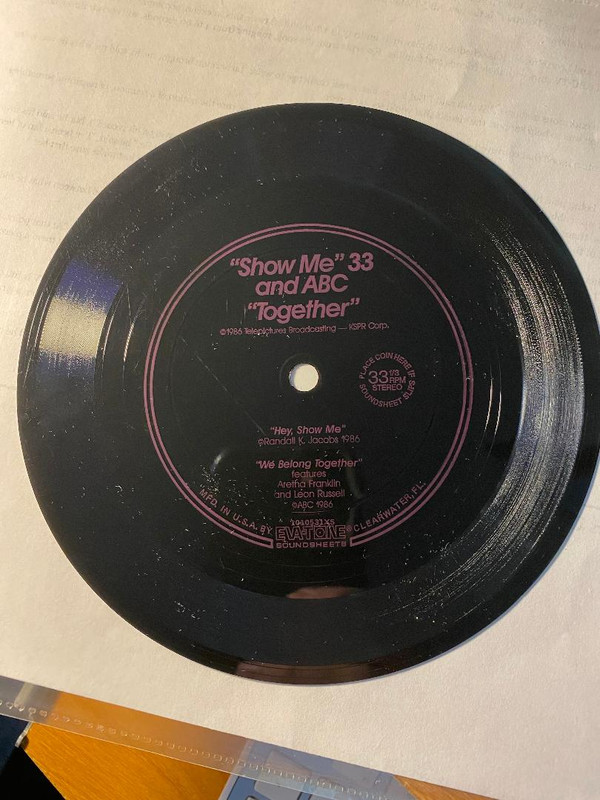 “Show Me” 33
and ABC
“Together”
©1986 Telepictures Broadcasting — KSPR Corp.
PLACE COIN HERE IF
33 1/3
RPM
STEREO
SOUNDSHEET SLIPS
“Hey, Show Me”
℗Randall K. Jacobs 1986
“We Belong Together”
features
Aretha Franklin
and Leon Russell
℗ABC 1986
MFD. IN U.S.A. BY
EVA-TONE®
SOUNDSHEETS
CLEARWATER, FL.